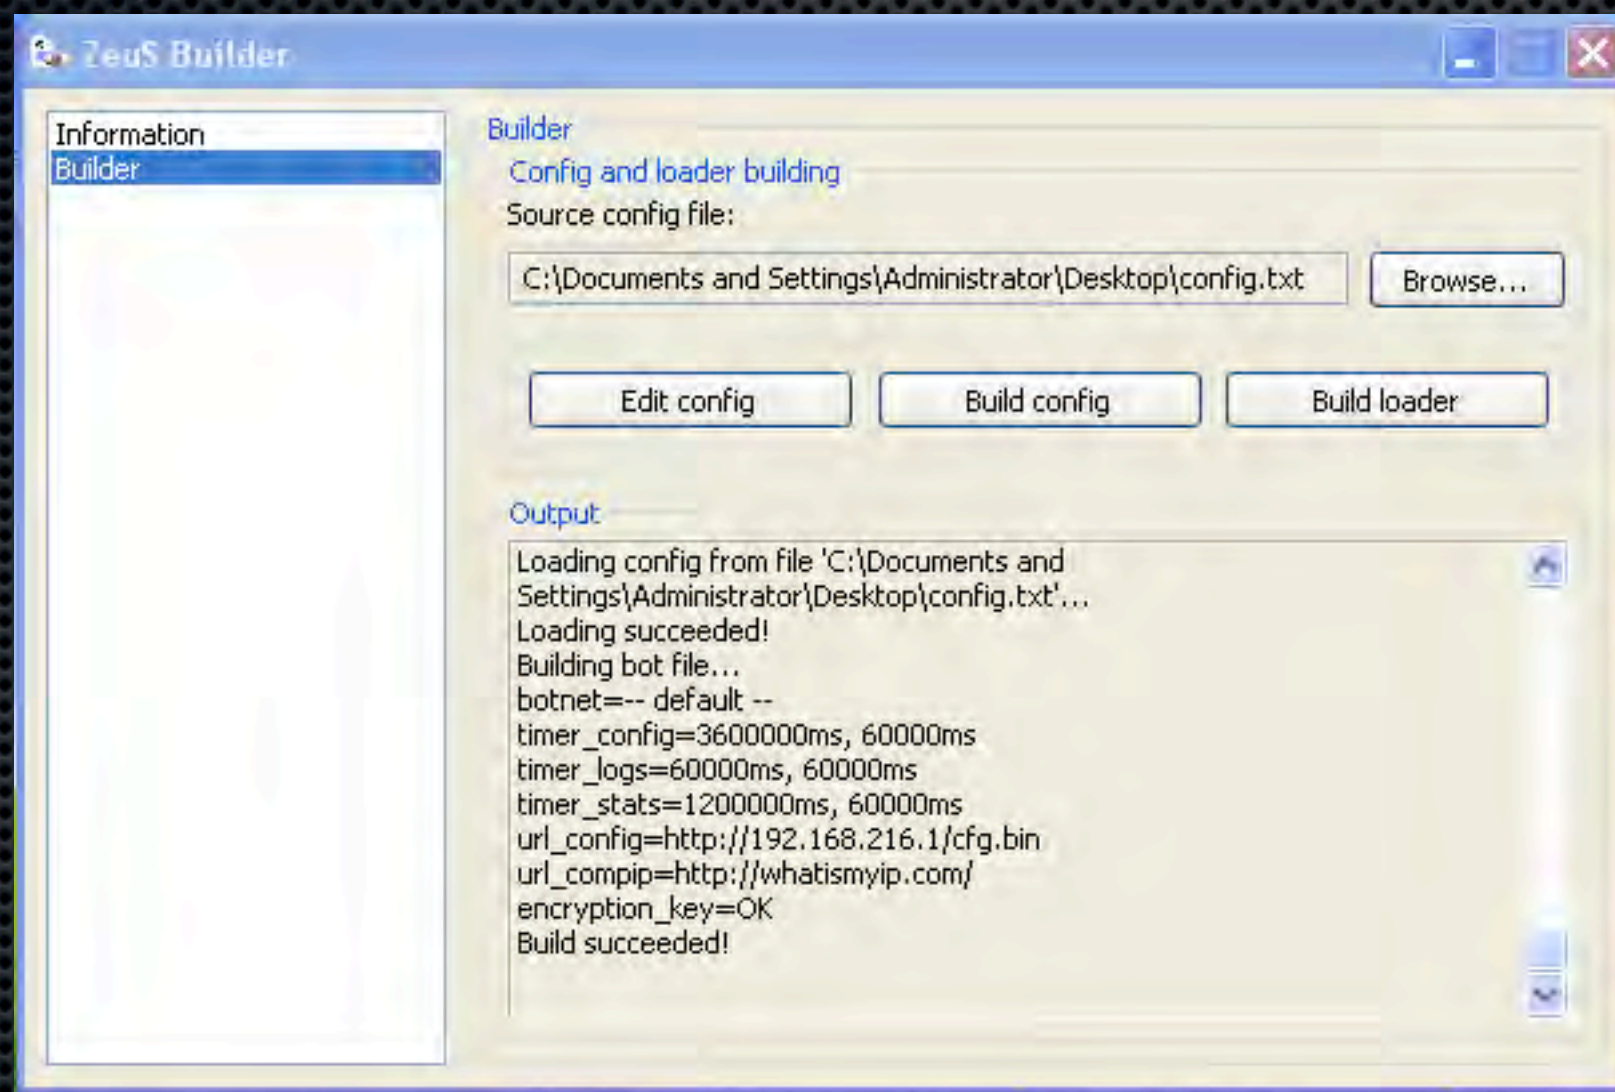 ZeuS Builder
Information
Builder
Builder
Config and loader building
Source config file:
C:\Documents and Settings\Administrator\Desktop\config.txt
Browse...
Edit config
Build config
Build loader
Output
Loading config from file 'C:\Documents and
Settings\Administrator\Desktop\config.txt'...
Loading succeeded!
Building bot file...
botnet=-- default --
timer_config=3600000ms, 60000ms
timer_logs=60000ms, 60000ms
timer_stats=1200000ms, 60000ms
url_config=http://192.168.216.1/cfg.bin
url_compip=http://whatismyip.com/
encryption_key=OK
Build succeeded!